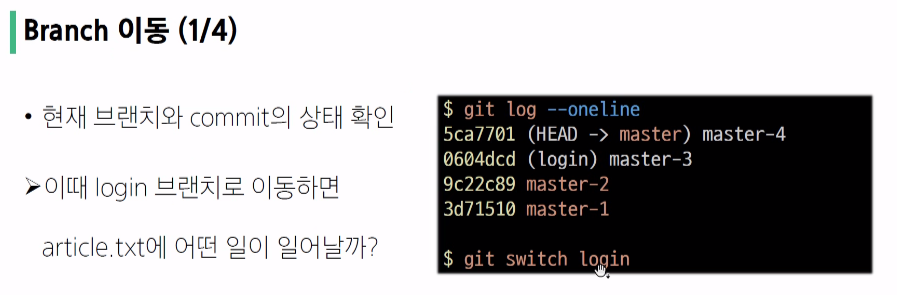 Branch 이동 (1/4)
• 현재 브랜치와 commit의 상태 확인
➤이때 login 브랜치로 이동하면
article.txt에 어떤 일이 일어날까?
$ git log --oneline
5ca7701 (HEAD -> master) master-4
0604dcd (login) master-3
9c22c89 master-2
3d71510 master-1
$ git switch login